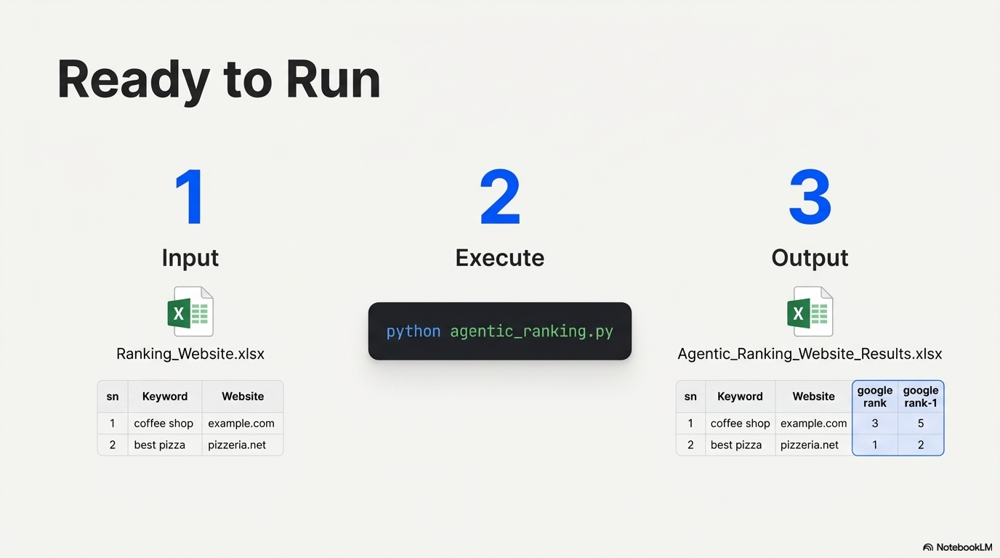 Ready to Run
1
Input
X
Ranking_Website.xlsx
sn Keyword Website
1 coffee shop example.com
2 best pizza pizzeria.net
2
Execute
python agentic_ranking.py
3
Output
X
Agentic_Ranking_Website_Results.xlsx
sn Keyword Website google rank google rank-1
1 coffee shop example.com 3 5
2 best pizza pizzeria.net 1 2
NotebookLM